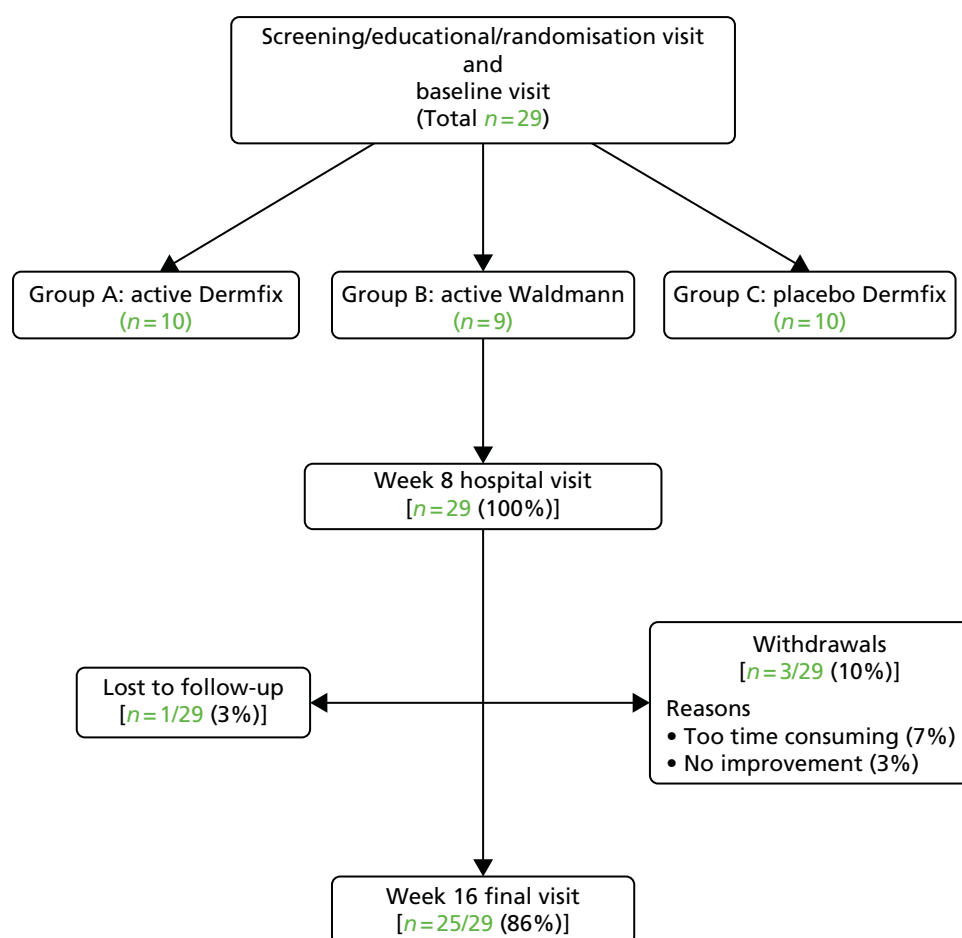 Screening/educational/randomisation visit
and
baseline visit
(Total n=29)
Group A: active Dermfix
(n=10)
Group B: active Waldmann
(n=9)
Group C: placebo Dermfix
(n=10)
Week 8 hospital visit
[n=29 (100%)]
Withdrawals
[n=3/29 (10%)]
Reasons
• Too time consuming (7%)
• No improvement (3%)
Lost to follow-up
[n=1/29 (3%)]
Week 16 final visit
[n=25/29 (86%)]